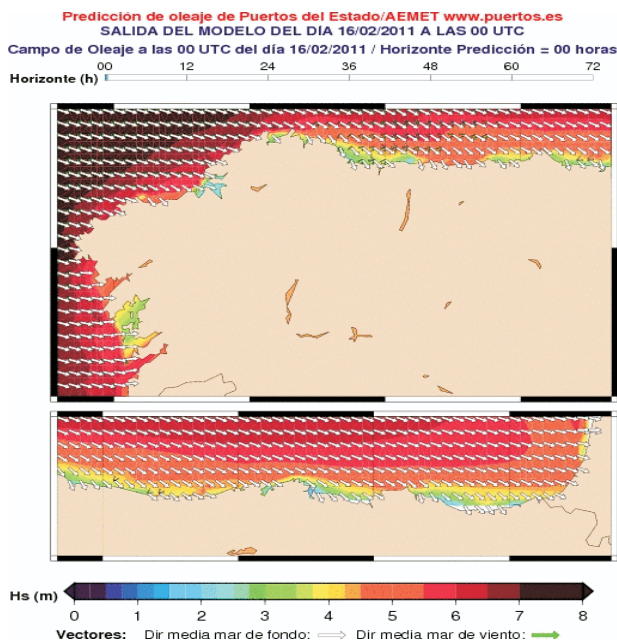 Predicción de oleaje de Puertos del Estado/AEMET www.puertos.es
SALIDA DEL MODELO DEL DÍA 16/02/2011 A LAS 00 UTC
Campo de Oleaje a las 00 UTC del día 16/02/2011 / Horizonte Predicción = 00 horas
Horizonte (h) 00 12 24 36 48 60 72
Hs (m) 0 1 2 3 4 5 6 7 8
Vectores: Dir media mar de fondo: Dir media mar de viento: